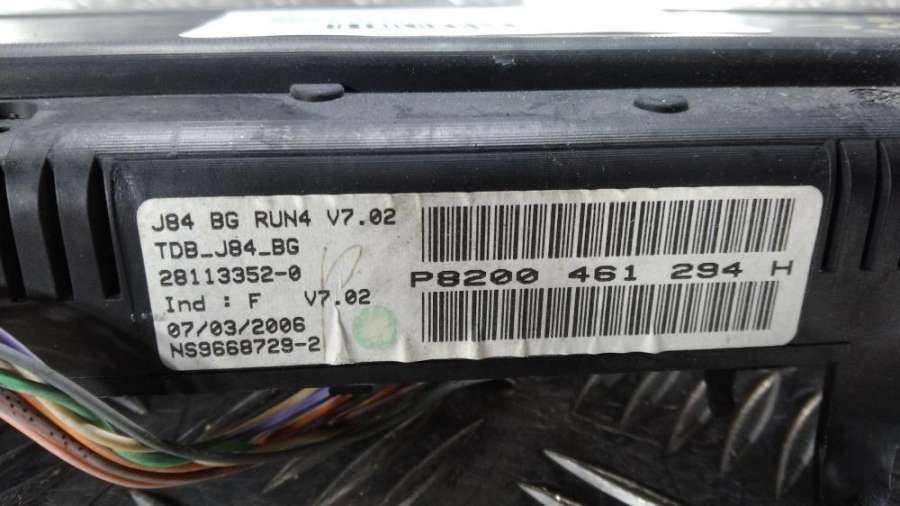 J84 BG RUN4 V7.02
TDB_J84_BG
28113352-0
Ind : F V7.02
07/03/2006
NS9668729-2
P8200 461 294 H